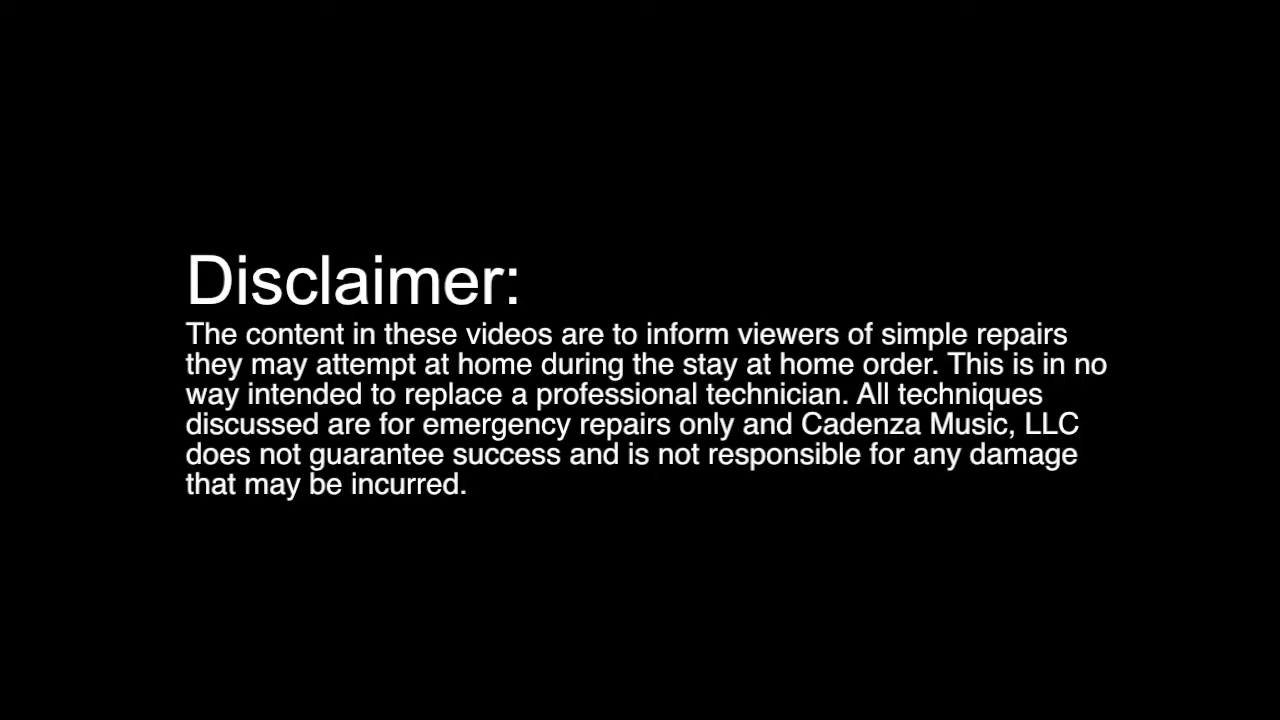 Disclaimer:
The content in these videos are to inform viewers of simple repairs
they may attempt at home during the stay at home order. This is in no
way intended to replace a professional technician. All techniques
discussed are for emergency repairs only and Cadenza Music, LLC
does not guarantee success and is not responsible for any damage
that may be incurred.